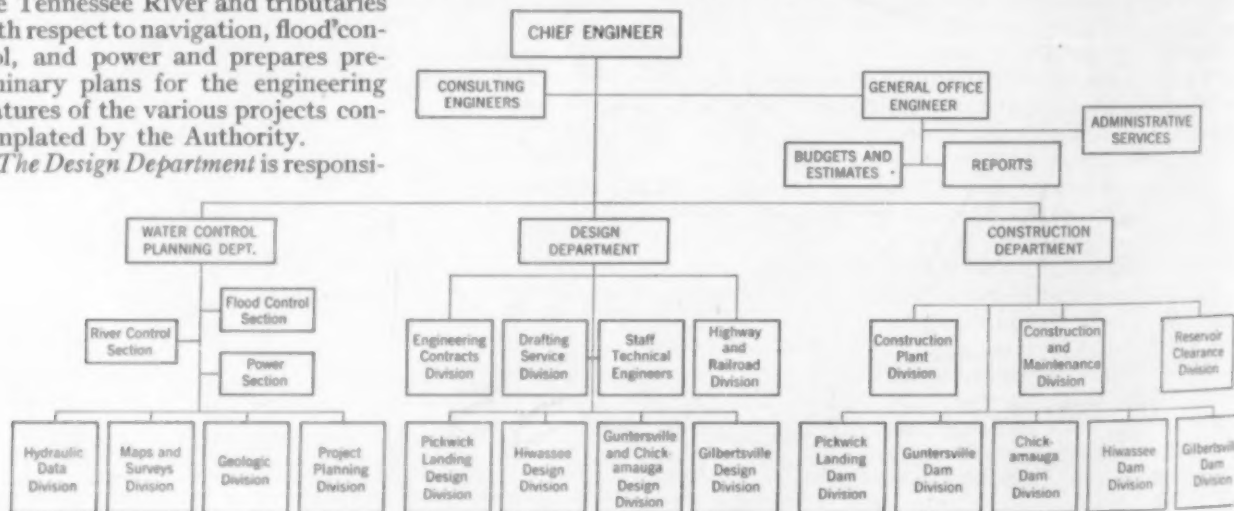 Tennessee River and tributaries
respect to navigation, flood con-
and power and prepares pre-
plans for the engineering
of the various projects con-
by the Authority.
The Design Department is responsi-
CHIEF ENGINEER
CONSULTING
ENGINEERS
GENERAL OFFICE
ENGINEER
ADMINISTRATIVE
SERVICES
BUDGETS AND
ESTIMATES
REPORTS
WATER CONTROL
PLANNING DEPT.
DESIGN
DEPARTMENT
CONSTRUCTION
DEPARTMENT
Flood Control
Section
River Control
Section
Power
Section
Engineering
Contracts
Division
Drafting
Service
Division
Staff
Technical
Engineers
Highway
and
Railroad
Division
Construction
Plant
Division
Construction
and
Maintenance
Division
Reservoir
Clearance
Division
Hydraulic
Data
Division
Maps and
Surveys
Division
Geologic
Division
Project
Planning
Division
Pickwick
Landing
Design
Division
Hiwassee
Design
Division
Guntersville
and Chick-
amauga
Design
Division
Gilbertsville
Design
Division
Pickwick
Landing
Dam
Division
Guntersville
Dam
Division
Chick-
amauga
Dam
Division
Hiwassee
Dam
Division
Gilbertsville
Dam
Division